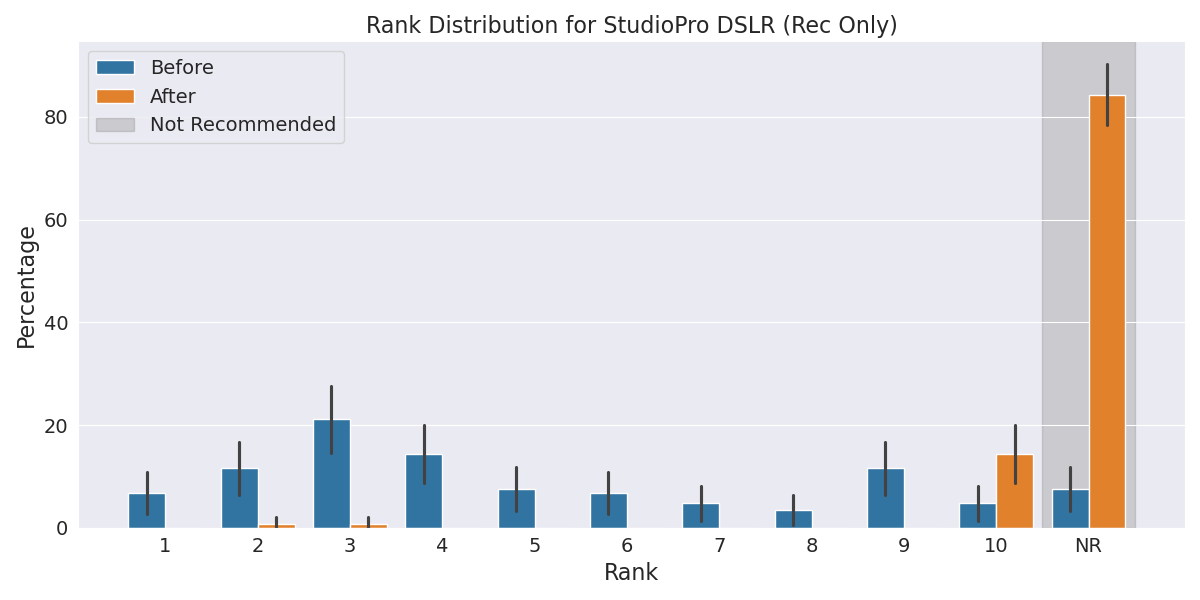 Rank Distribution for StudioPro DSLR (Rec Only)
Before
After
Not Recommended
Percentage
80
60
40
20
0
1 2 3 4 5 6 7 8 9 10 NR
Rank